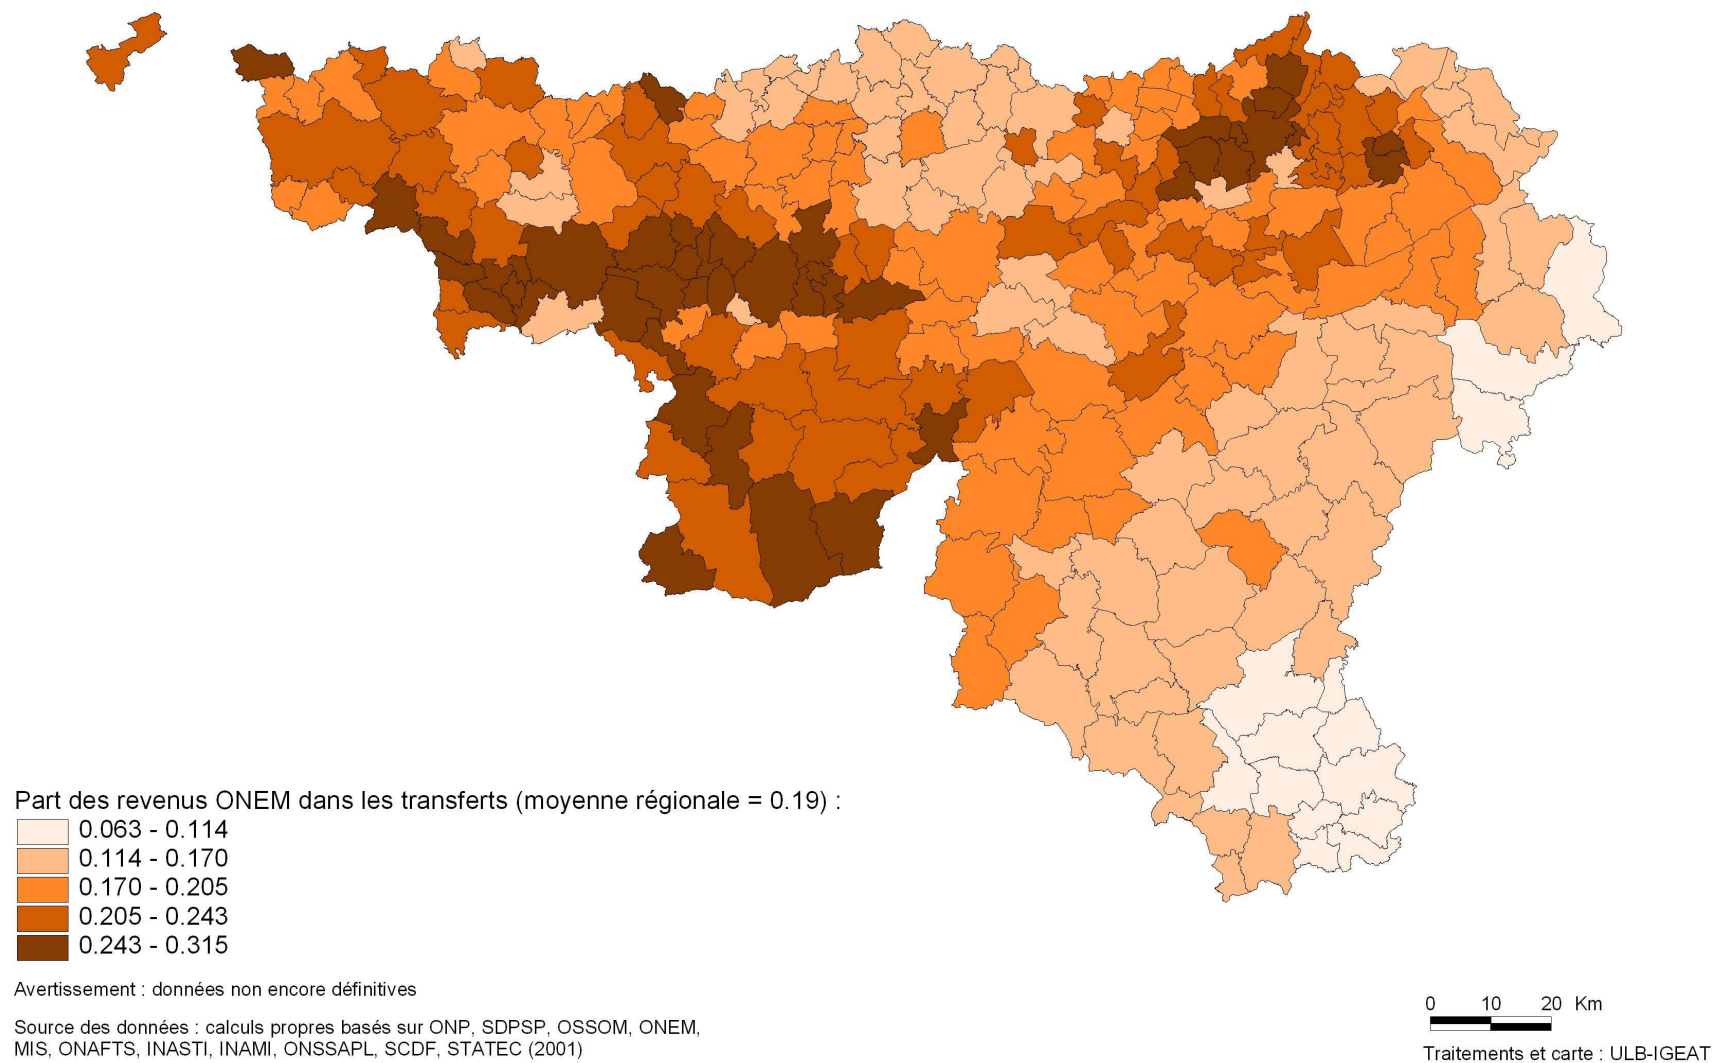 Part des revenus ONEM dans les transferts (moyenne régionale = 0.19) :
0.063 - 0.114
0.114 - 0.170
0.170 - 0.205
0.205 - 0.243
0.243 - 0.315
Avertissement : données non encore définitives
Source des données : calculs propres basés sur ONP, SDPSP, OSSOM, ONEM,
MIS, ONAFTS, INASTI, INAMI, ONSSAPL, SCDF, STATEC (2001)
0 10 20 Km
Traitements et carte : ULB-IGEAT